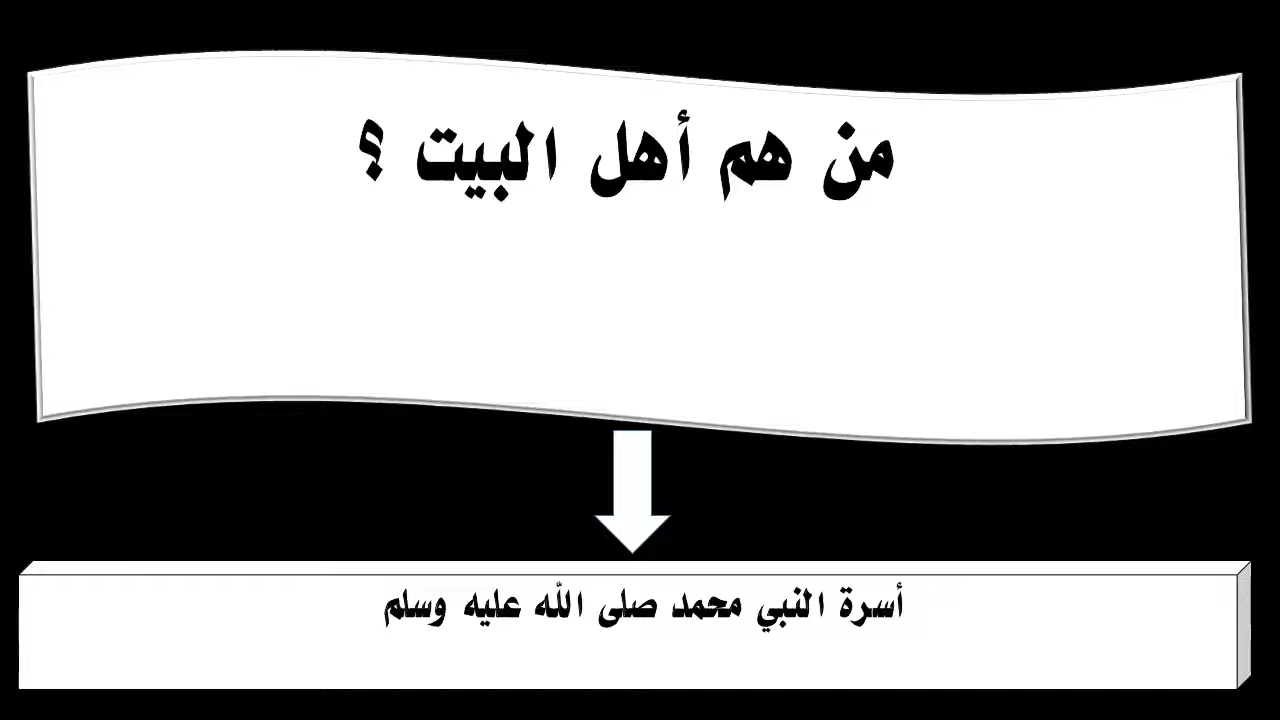 من هم أهل البيت ؟
أسرة النبي محمد صلى الله عليه وسلم